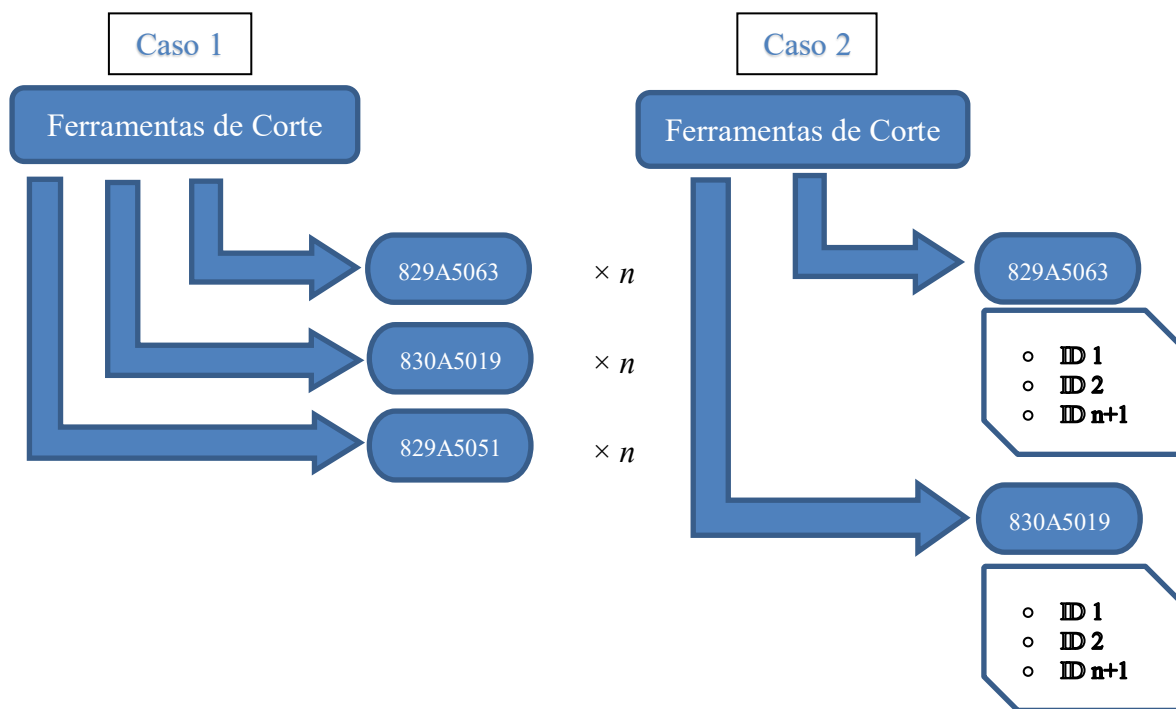 Caso 1
Ferramentas de Corte
829A5063
× n
830A5019
× n
829A5051
× n
Caso 2
Ferramentas de Corte
829A5063
○ ID 1
○ ID 2
○ ID n+1
830A5019
○ ID 1
○ ID 2
○ ID n+1